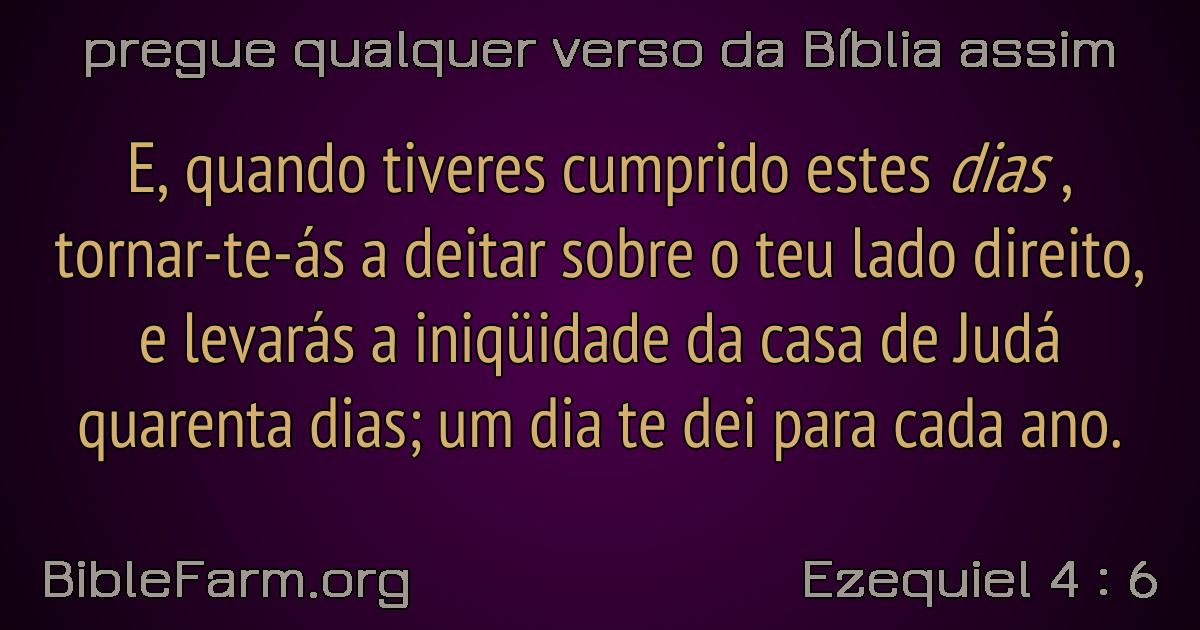 pregue qualquer verso da Bíblia assim
E, quando tiveres cumprido estes dias ,
tornar-te-ás a deitar sobre o teu lado direito,
e levarás a iniqüidade da casa de Judá
quarenta dias; um dia te dei para cada ano.
BibleFarm.org
Ezequiel 4 : 6